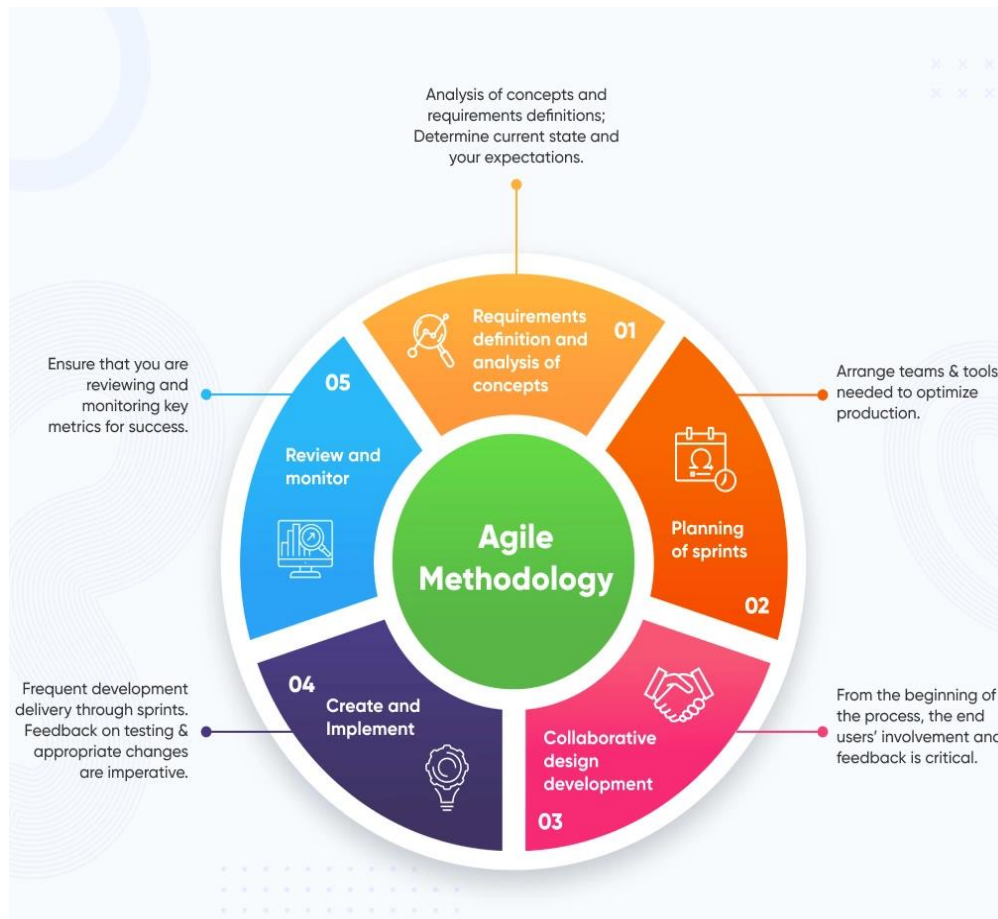 Analysis of concepts and
requirements definitions;
Determine current state and
your expectations.
Requirements
definition and
analysis of
concepts
01
Arrange teams & tools
needed to optimize
production.
Planning
of sprints
02
From the beginning of
the process, the end
users' involvement and
feedback is critical.
Collaborative
design
development
03
Frequent development
delivery through sprints.
Feedback on testing &
appropriate changes
are imperative.
04
Create and
Implement
Ensure that you are
reviewing and
monitoring key
metrics for success.
05
Review and
monitor
Agile
Methodology